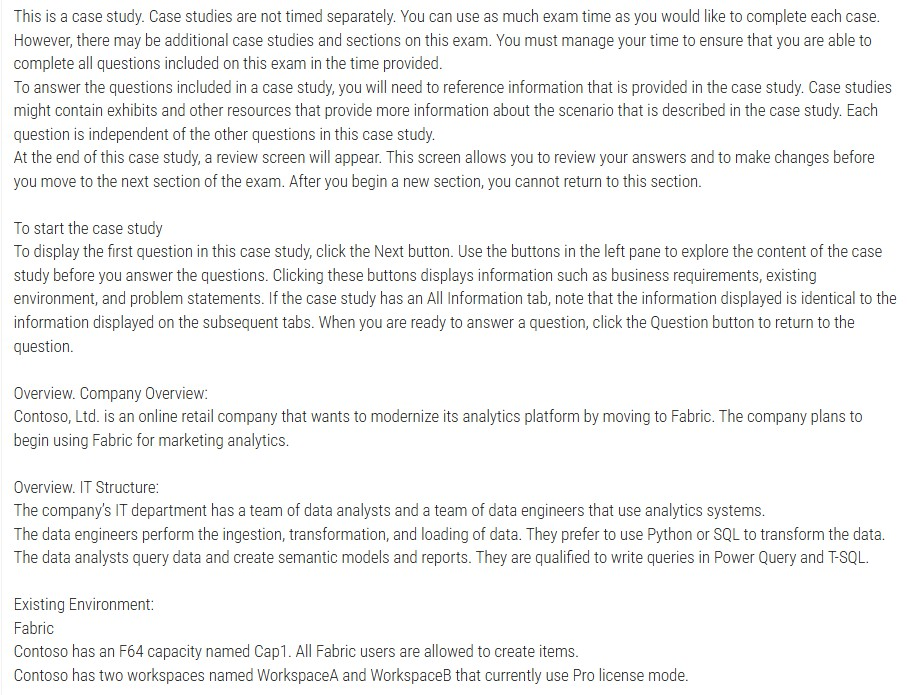 This is a case study. Case studies are not timed separately. You can use as much exam time as you would like to complete each case.
However, there may be additional case studies and sections on this exam. You must manage your time to ensure that you are able to
complete all questions included on this exam in the time provided.
To answer the questions included in a case study, you will need to reference information that is provided in the case study. Case studies
might contain exhibits and other resources that provide more information about the scenario that is described in the case study. Each
question is independent of the other questions in this case study.
At the end of this case study, a review screen will appear. This screen allows you to review your answers and to make changes before
you move to the next section of the exam. After you begin a new section, you cannot return to this section.
To start the case study
To display the first question in this case study, click the Next button. Use the buttons in the left pane to explore the content of the case
study before you answer the questions. Clicking these buttons displays information such as business requirements, existing
environment, and problem statements. If the case study has an All Information tab, note that the information displayed is identical to the
information displayed on the subsequent tabs. When you are ready to answer a question, click the Question button to return to the
question.
Overview. Company Overview:
Contoso, Ltd. is an online retail company that wants to modernize its analytics platform by moving to Fabric. The company plans to
begin using Fabric for marketing analytics.
Overview. IT Structure:
The company's IT department has a team of data analysts and a team of data engineers that use analytics systems.
The data engineers perform the ingestion, transformation, and loading of data. They prefer to use Python or SQL to transform the data.
The data analysts query data and create semantic models and reports. They are qualified to write queries in Power Query and T-SQL.
Existing Environment:
Fabric
Contoso has an F64 capacity named Cap1. All Fabric users are allowed to create items.
Contoso has two workspaces named WorkspaceA and WorkspaceB that currently use Pro license mode.